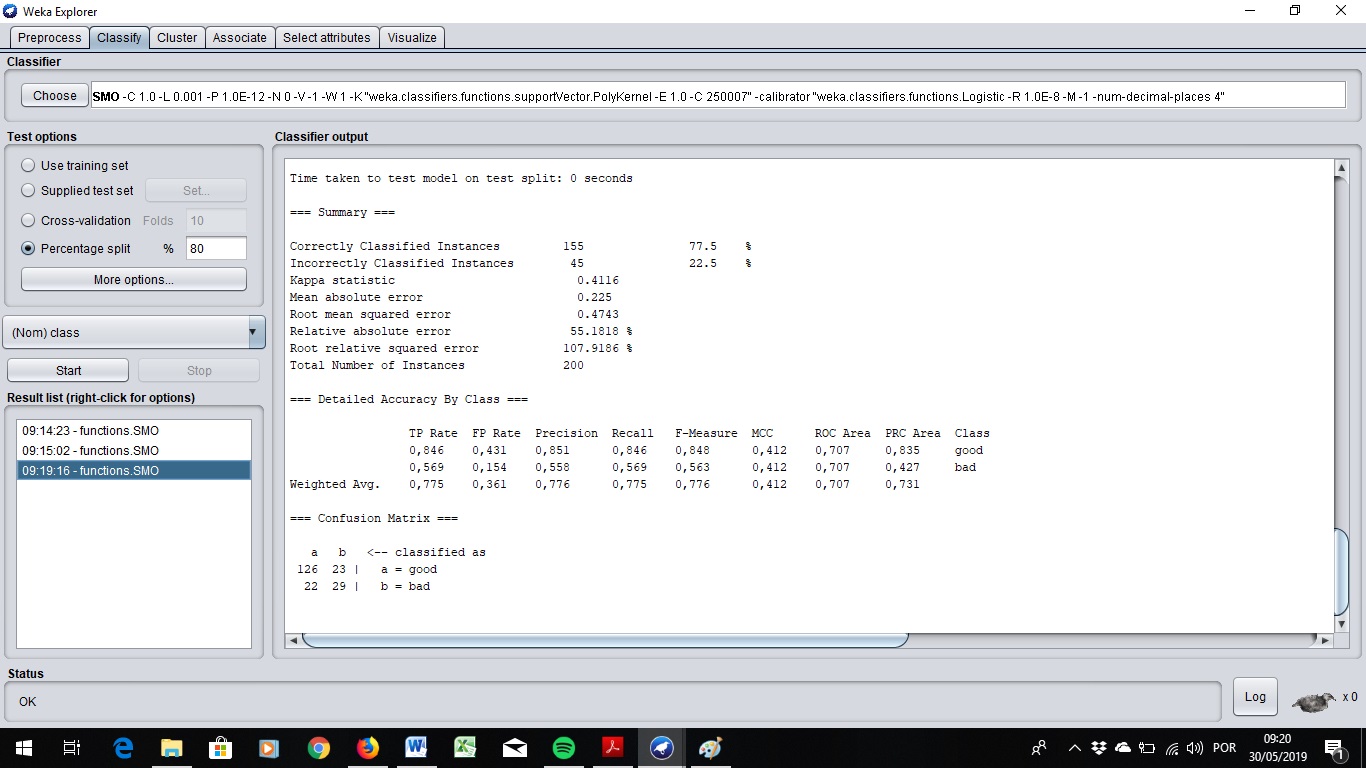 Weka Explorer
Preprocess Classify Cluster Associate Select attributes Visualize
Classifier
Choose SMO -C 1.0 -L 0.001 -P 1.0E-12 -N 0 -V -1 -W 1 -K "weka.classifiers.functions.supportVector.PolyKernel -E 1.0 -C 250007" -calibrator "weka.classifiers.functions.Logistic -R 1.0E-8 -M -1 -num-decimal-places 4"
Test options
Use training set
Supplied test set Set...
Cross-validation Folds 10
Percentage split % 80
More options...
(Nom) class
Start Stop
Result list (right-click for options)
09:14:23 - functions.SMO
09:15:02 - functions.SMO
09:19:16 - functions.SMO
Classifier output
Time taken to test model on test split: 0 seconds
=== Summary ===
Correctly Classified Instances 155 77.5 %
Incorrectly Classified Instances 45 22.5 %
Kappa statistic 0.4116
Mean absolute error 0.225
Root mean squared error 0.4743
Relative absolute error 55.1818 %
Root relative squared error 107.9186 %
Total Number of Instances 200
=== Detailed Accuracy By Class ===
TP Rate FP Rate Precision Recall F-Measure MCC ROC Area PRC Area Class
0,846 0,431 0,851 0,846 0,848 0,412 0,707 0,835 good
0,569 0,154 0,558 0,569 0,563 0,412 0,707 0,427 bad
Weighted Avg. 0,775 0,361 0,776 0,775 0,776 0,412 0,707 0,731
=== Confusion Matrix ===
a b <-- classified as
126 23 | a = good
22 29 | b = bad
Status
OK
Log x 0
POR
09:20
30/05/2019
1